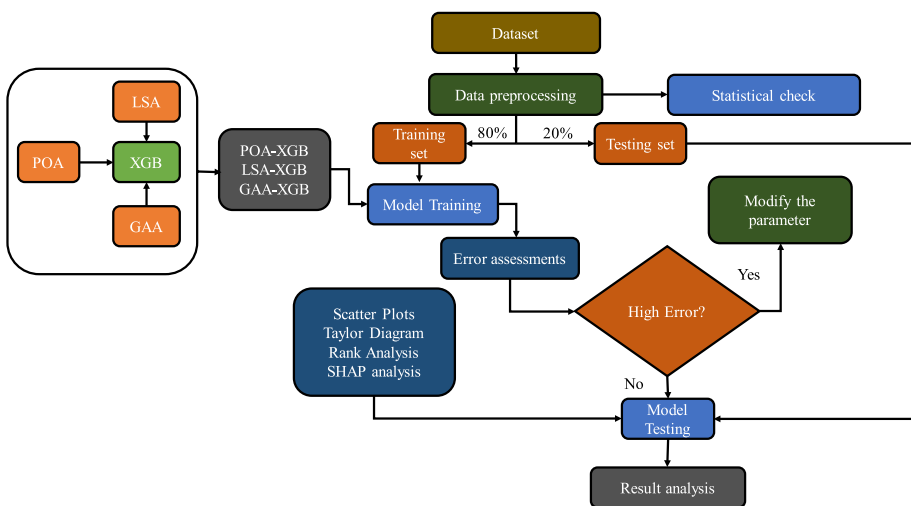 Dataset
Data preprocessing
Statistical check
LSA
POA
XGB
GAA
POA-XGB
LSA-XGB
GAA-XGB
Training
set
80%
20%
Testing set
Model Training
Modify the
parameter
Error assessments
Yes
High Error?
Scatter Plots
Taylor Diagram
Rank Analysis
SHAP analysis
No
Model
Testing
Result analysis